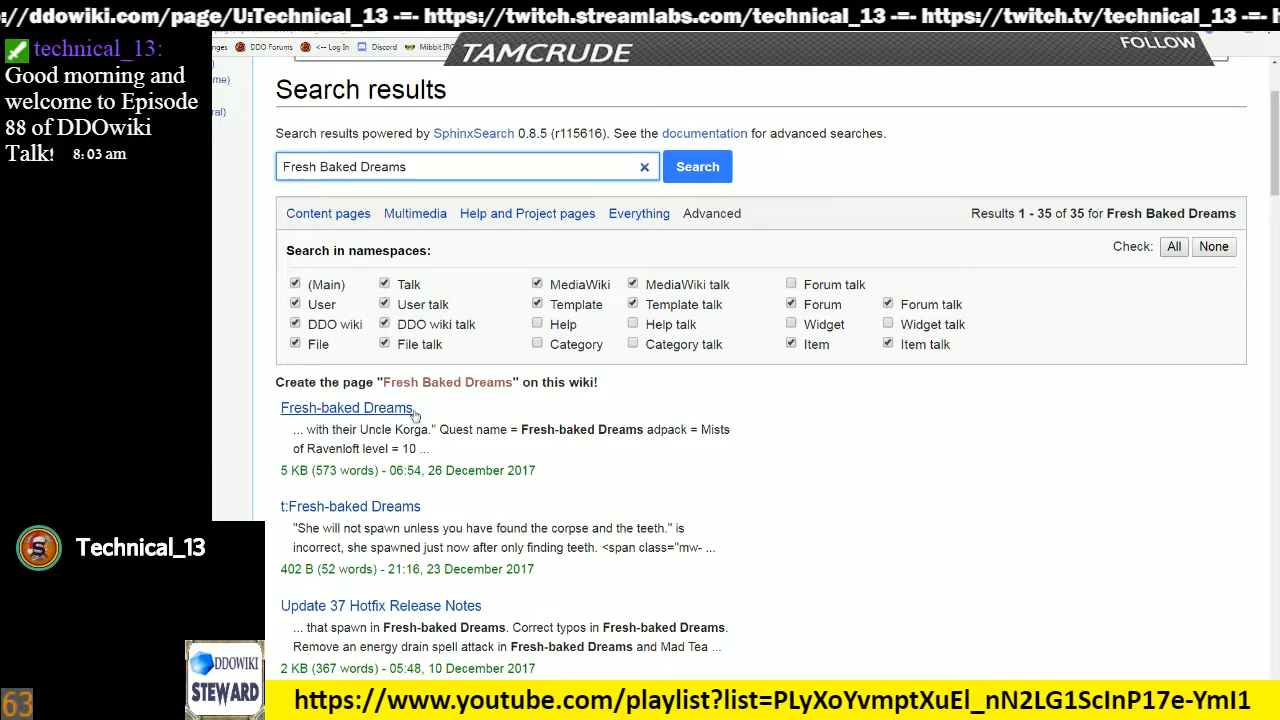 //ddowiki.com/page/U:Technical_13 -=- https://twitch.streamlabs.com/technical_13 -=- https://twitch.tv/technical_13 -=- h
technical_13:
Good morning and
welcome to Episode
88 of DDOwiki
Talk! 8:03 am
nges DDO Forums <-- Log In Discord Mibbit IRC
TAMCRUDE
FOLLOW
me)
ral)
Search results
Search results powered by SphinxSearch 0.8.5 (r115616). See the documentation for advanced searches.
Fresh Baked Dreams × Search
Content pages Multimedia Help and Project pages Everything Advanced Results 1 - 35 of 35 for Fresh Baked Dreams
Search in namespaces: Check: All None
(Main) Talk MediaWiki MediaWiki talk Forum talk
User User talk Template Template talk Forum Forum talk
DDO wiki DDO wiki talk Help Help talk Widget Widget talk
File File talk Category Category talk Item Item talk
Create the page "Fresh Baked Dreams" on this wiki!
Fresh-baked Dreams
... with their Uncle Korga." Quest name = Fresh-baked Dreams adpack = Mists
of Ravenloft level = 10 ...
5 KB (573 words) - 06:54, 26 December 2017
t:Fresh-baked Dreams
"She will not spawn unless you have found the corpse and the teeth." is
incorrect, she spawned just now after only finding teeth. <span class="mw- ...
402 B (52 words) - 21:16, 23 December 2017
Update 37 Hotfix Release Notes
... that spawn in Fresh-baked Dreams. Correct typos in Fresh-baked Dreams.
Remove an energy drain spell attack in Fresh-baked Dreams and Mad Tea ...
2 KB (367 words) - 05:48, 10 December 2017
Technical_13
DDOWIKI
STEWARD
63
https://www.youtube.com/playlist?list=PLyXoYvmptXuEl_nN2LG1ScInP17e-YmI1